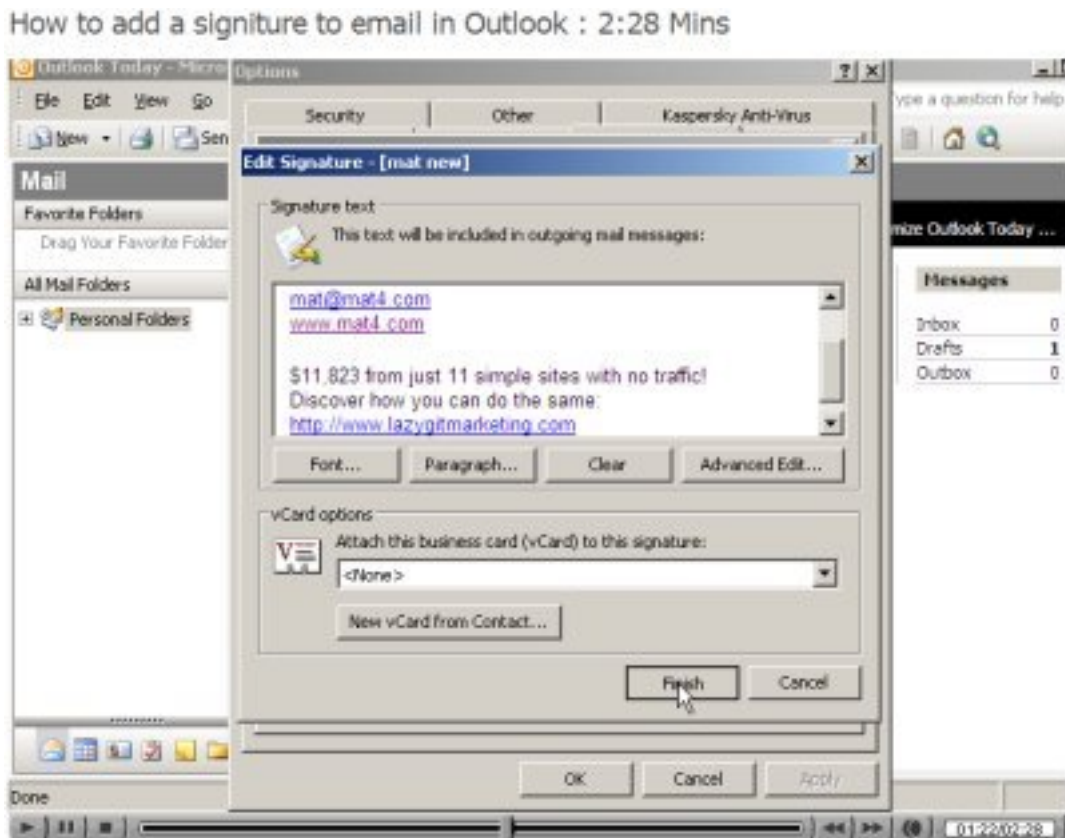 How to add a signiture to email in Outlook : 2:28 Mins
Outlook Today - Micro
Options
File Edit View Go
Type a question for help
Security Other Kaspersky Anti-Virus
New Sen
Edit Signature - [mat new]
Mail
Favorite Folders
Drag Your Favorite Folder
All Mail Folders
Personal Folders
Signature text
This text will be included in outgoing mail messages:
mat@mat4.com
www.mat4.com
$11,823 from just 11 simple sites with no traffic!
Discover how you can do the same:
http://www.lazygitmarketing.com
Font... Paragraph... Clear Advanced Edit...
vCard options
Attach this business card (vCard) to this signature:
<None>
New vCard from Contact...
Finish Cancel
mize Outlook Today ...
Messages
Inbox 0
Drafts 1
Outbox 0
OK Cancel Apply
Done
01:22/02:28